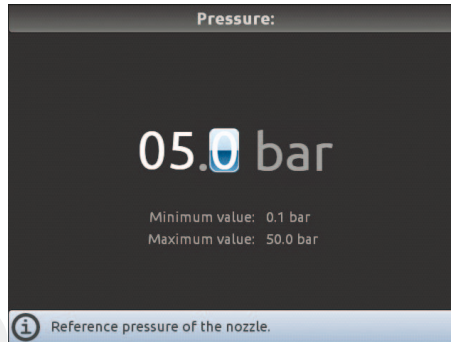 Pressure:
05.0 bar
Minimum value: 0.1 bar
Maximum value: 50.0 bar
Reference pressure of the nozzle.